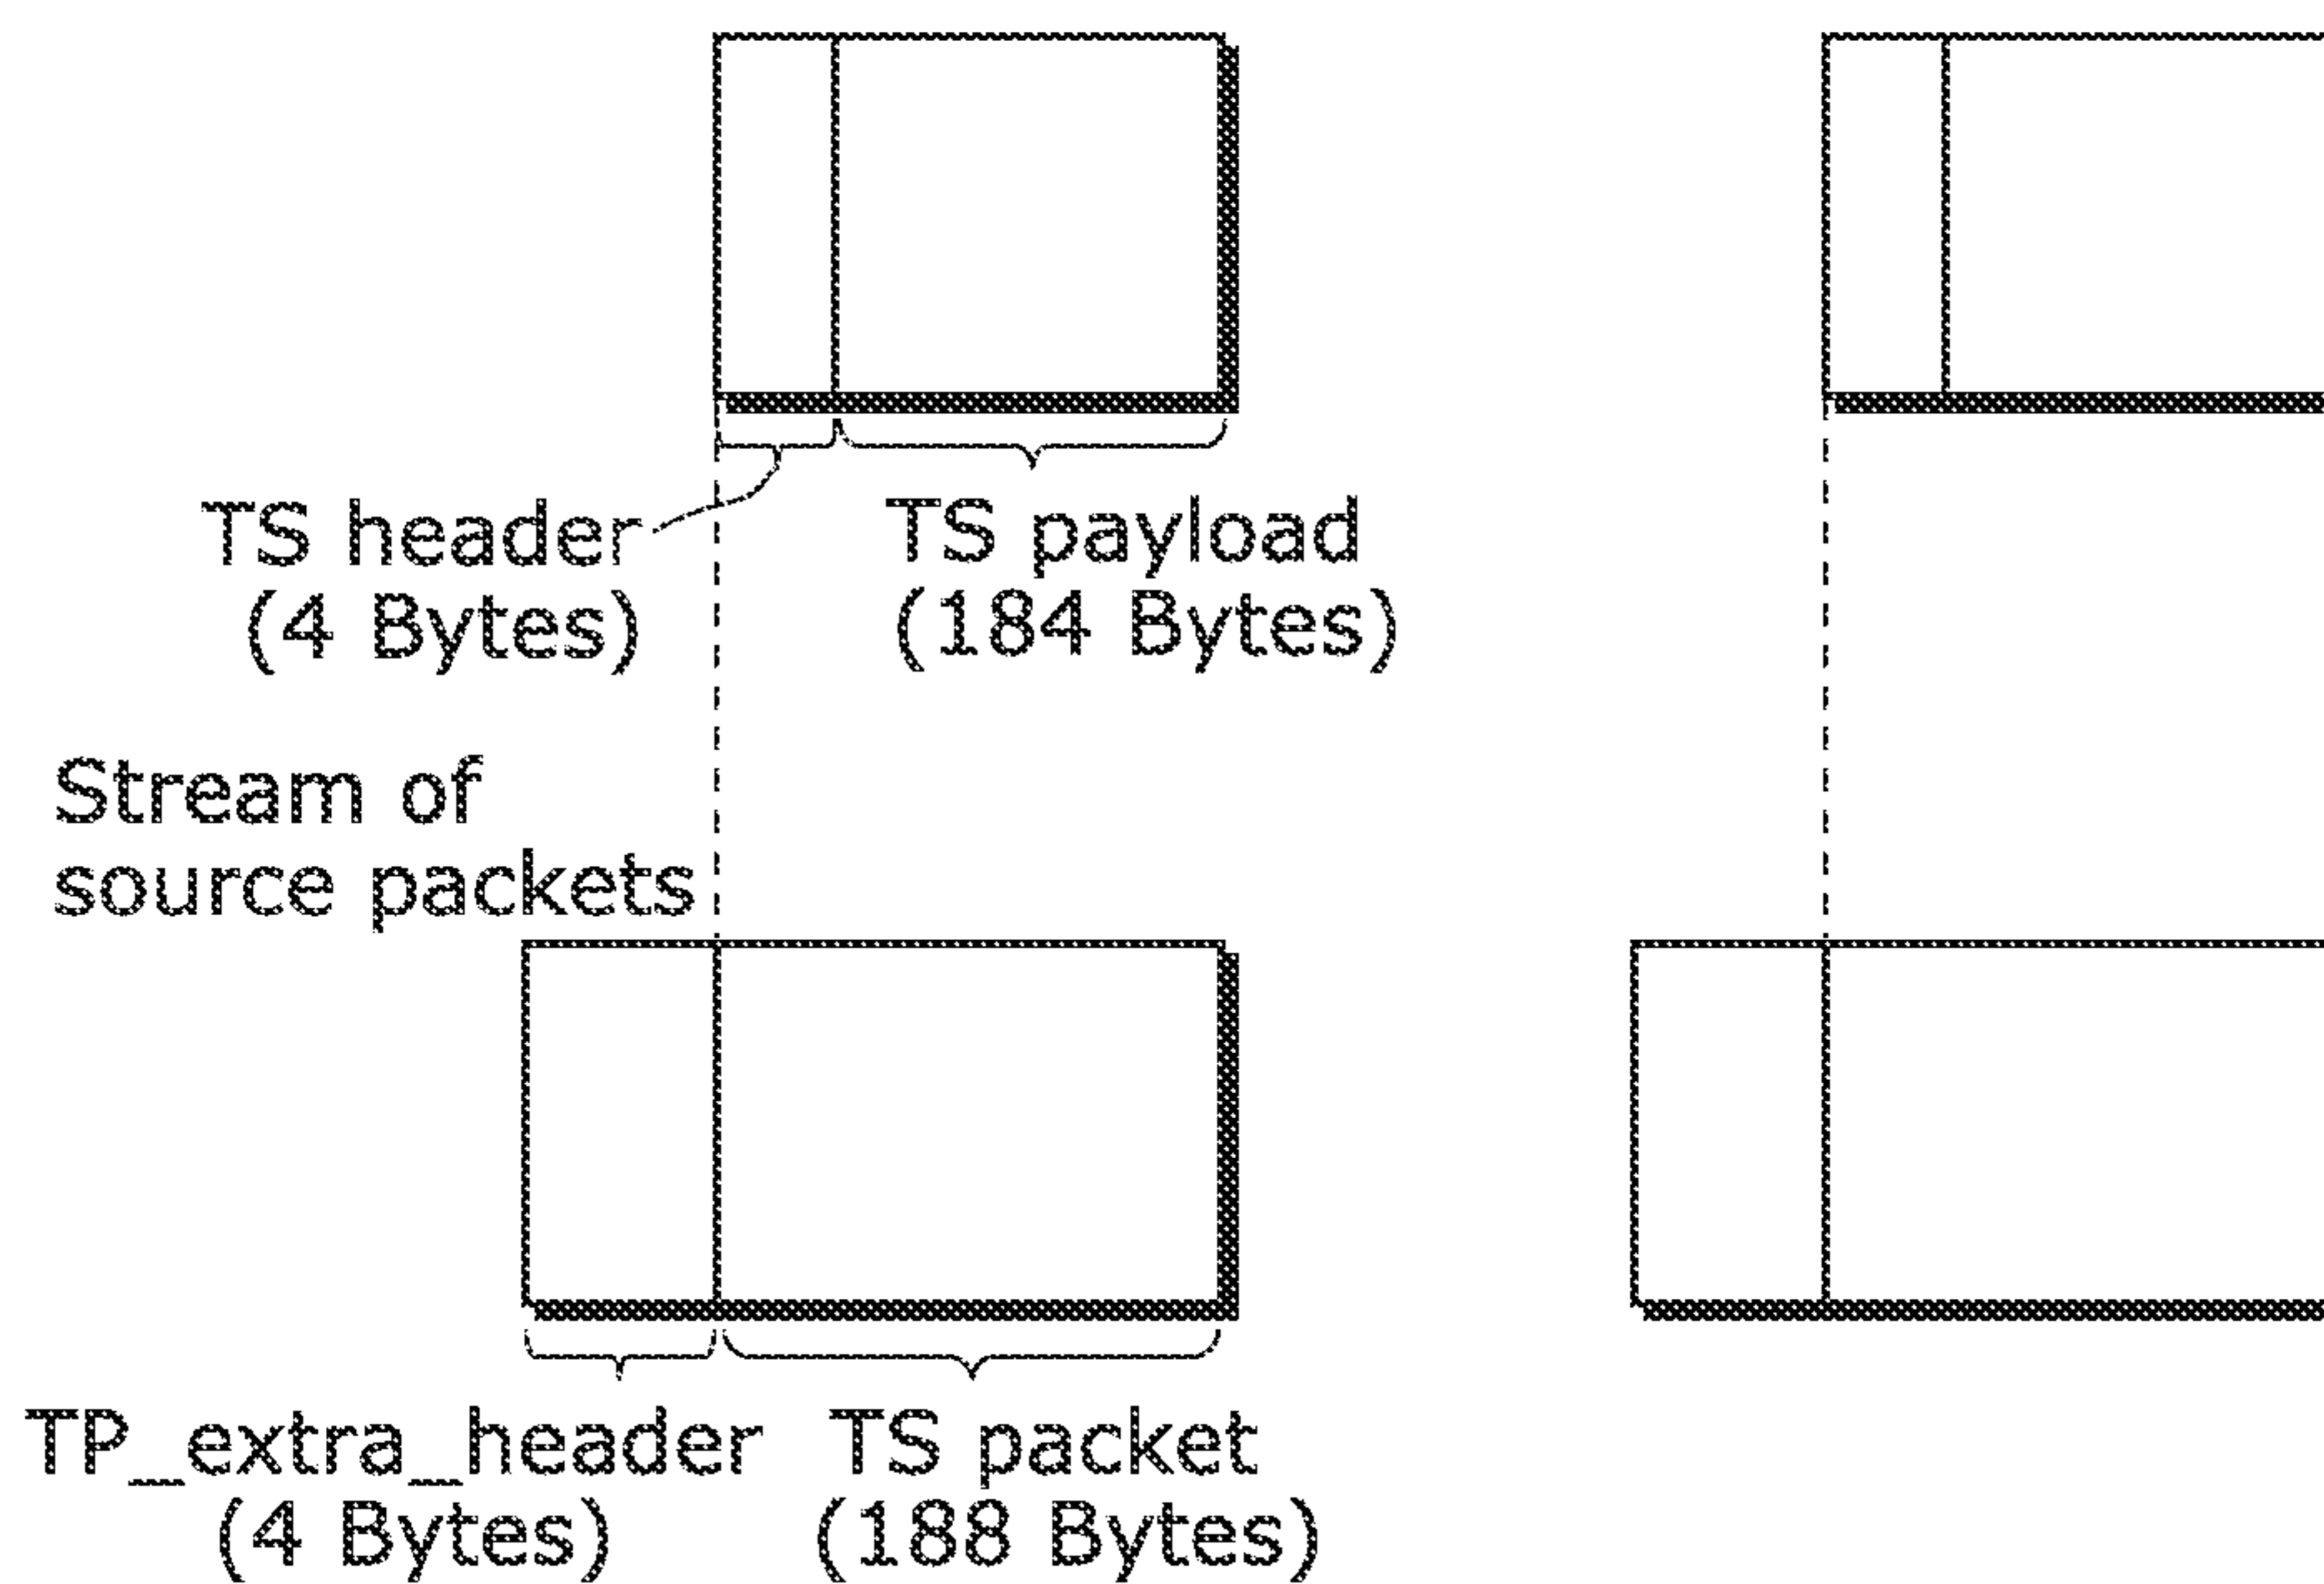 TS header
(4 Bytes)
TS payload
(184 Bytes)
Stream of
source packets
TP_extra_header
(4 Bytes)
TS packet
(188 Bytes)